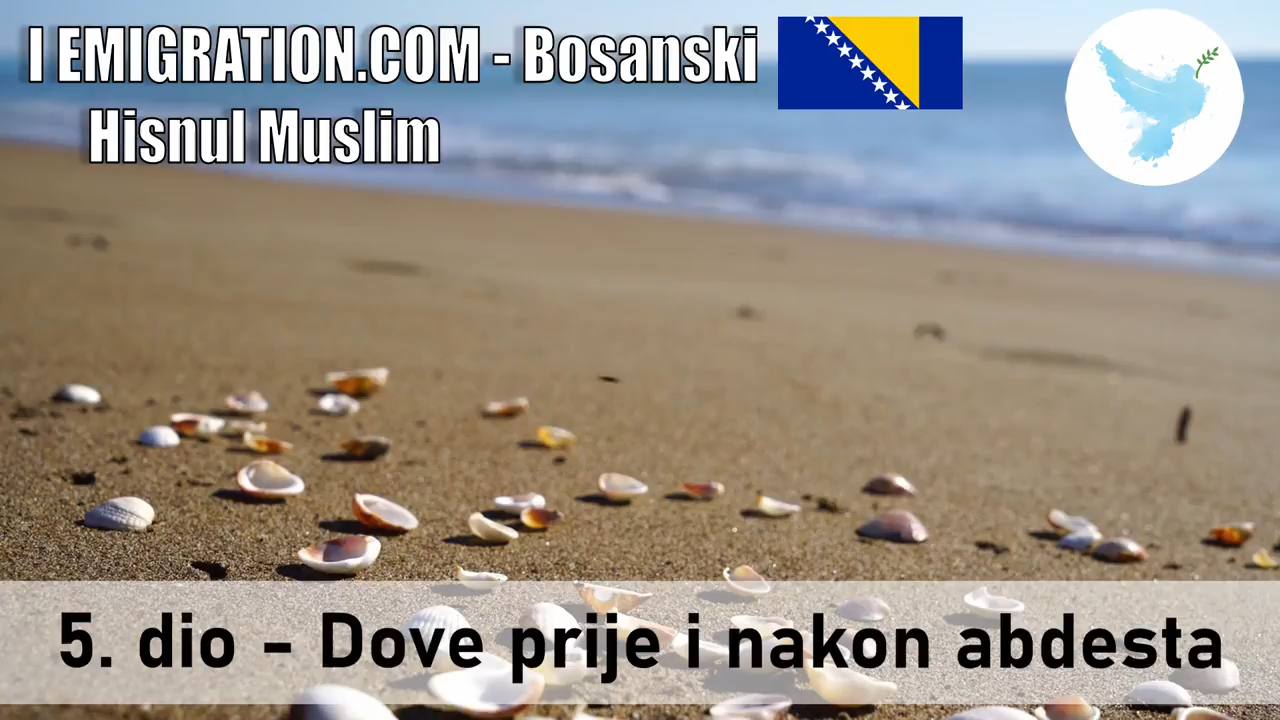 I EMIGRATION.COM - Bosanski
Hisnul Muslim
5. dio - Dove prije i nakon abdesta